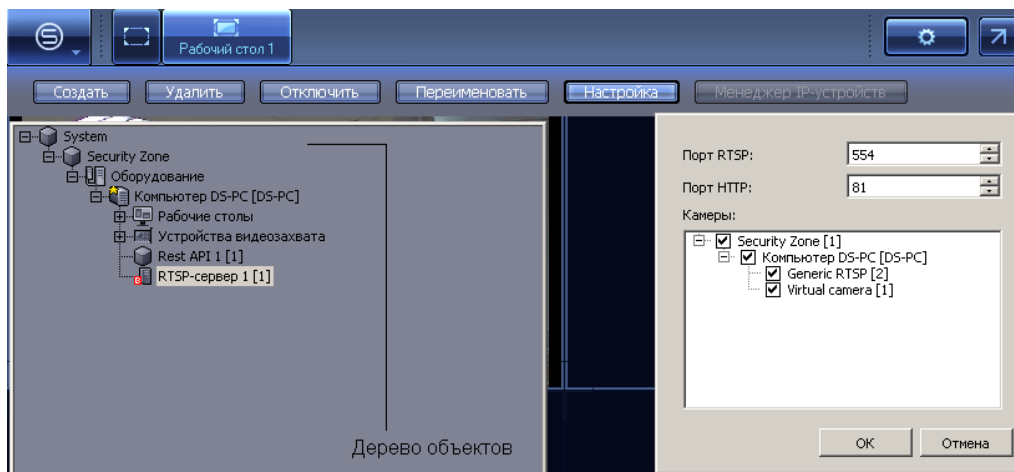 Рабочий стол 1
Создать Удалить Отключить Переименовать Настройка Менеджер IP-устройств
System
Security Zone
Оборудование
Компьютер DS-PC [DS-PC]
Рабочие столы
Устройства видеозахвата
Rest API 1 [1]
RTSP-сервер 1 [1]
Дерево объектов
Порт RTSP: 554
Порт HTTP: 81
Камеры:
Security Zone [1]
Компьютер DS-PC [DS-PC]
Generic RTSP [2]
Virtual camera [1]
OK Отмена